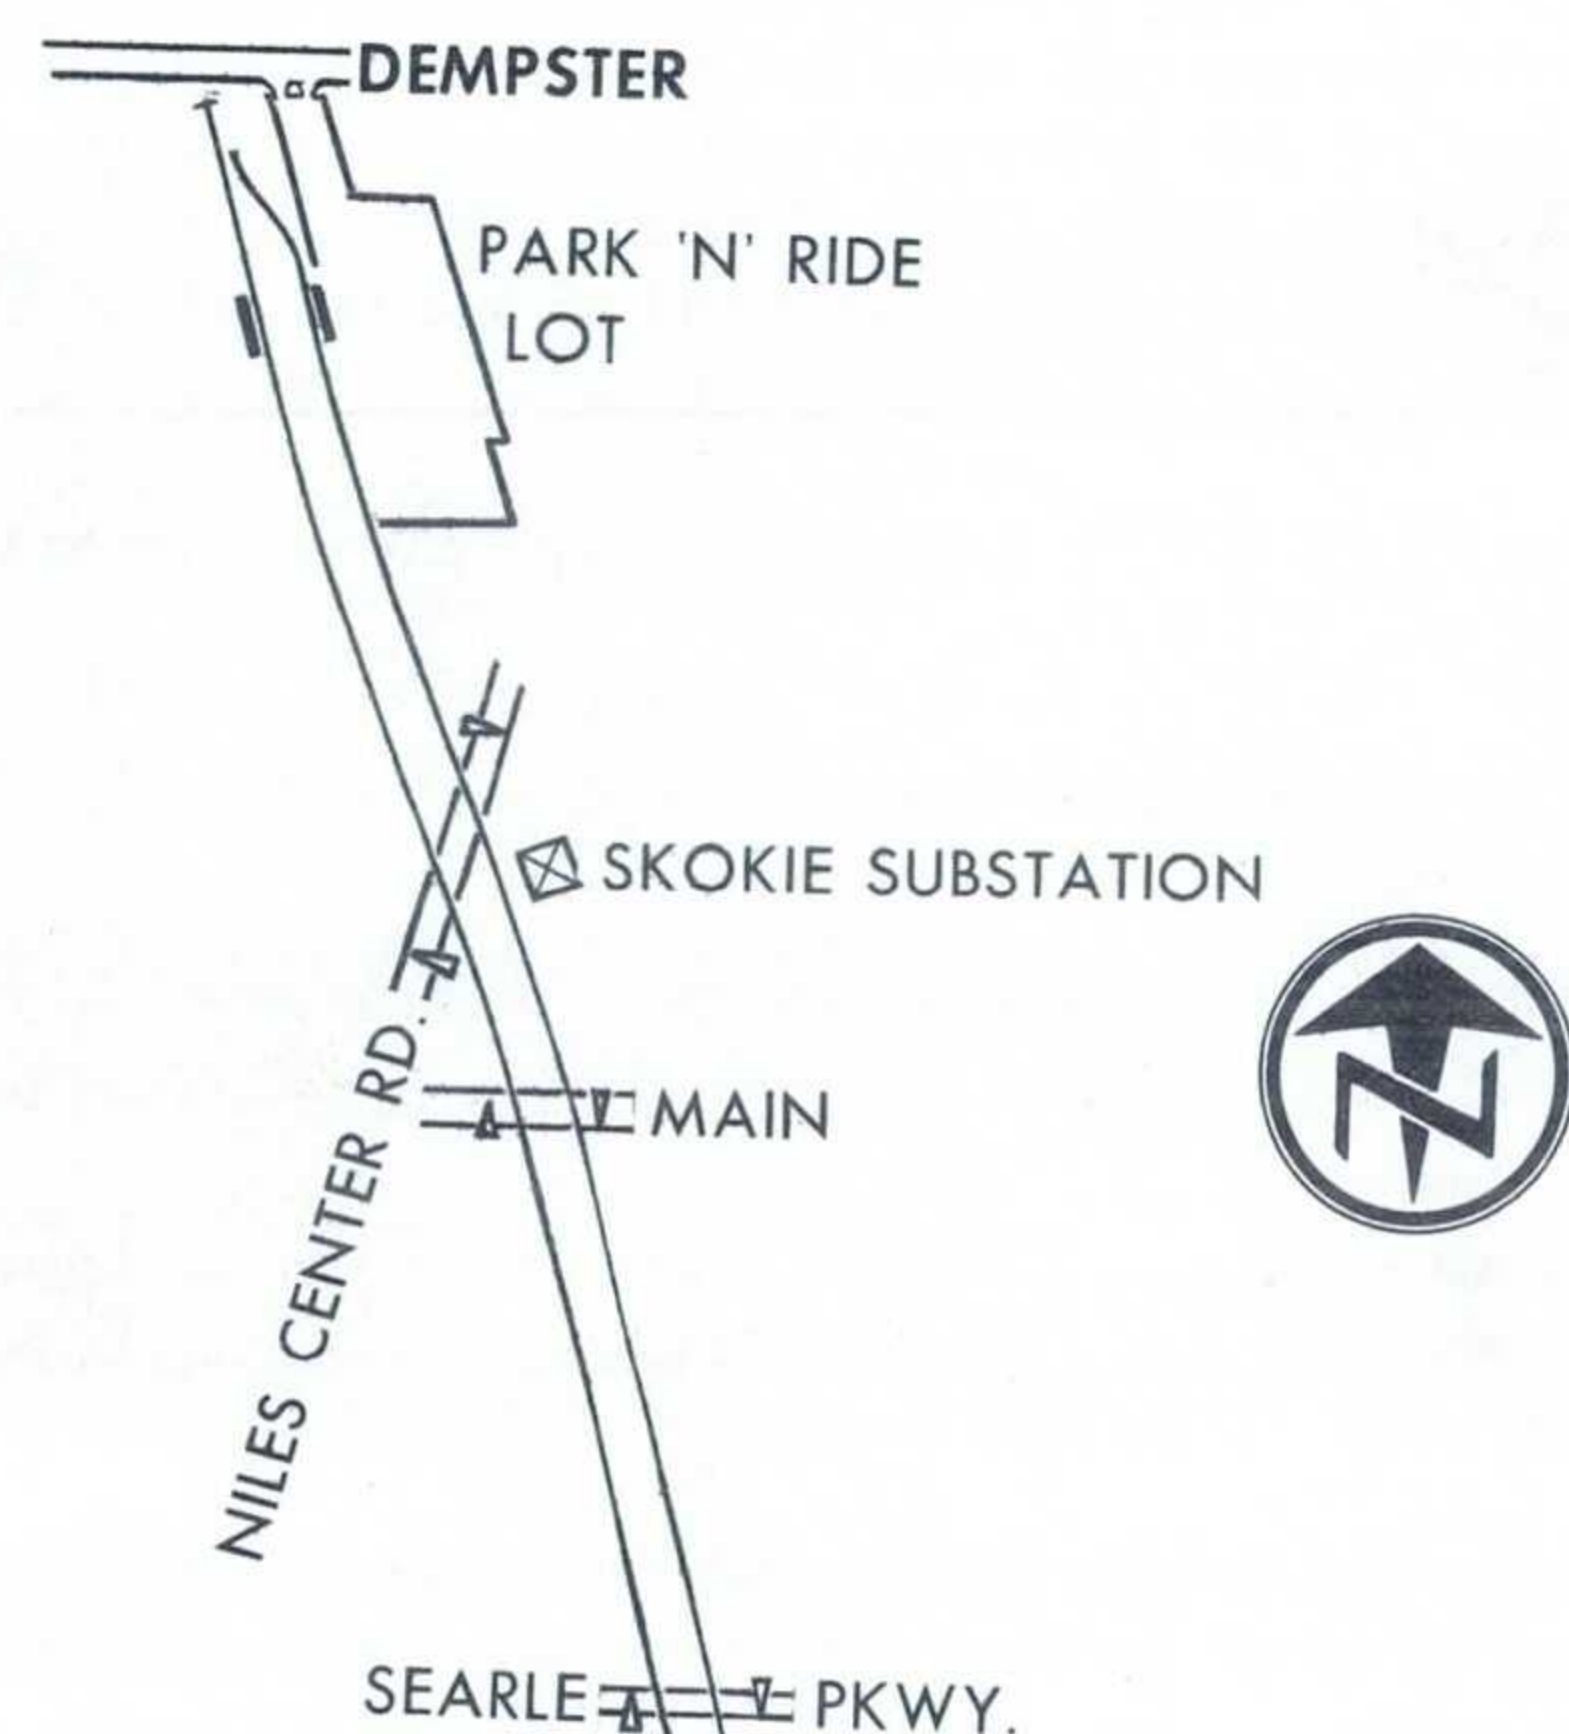 DEMPSTER
PARK 'N' RIDE
LOT
SKOKIE SUBSTATION
N
NILES CENTER RD.
MAIN
SEARLE PKWY.